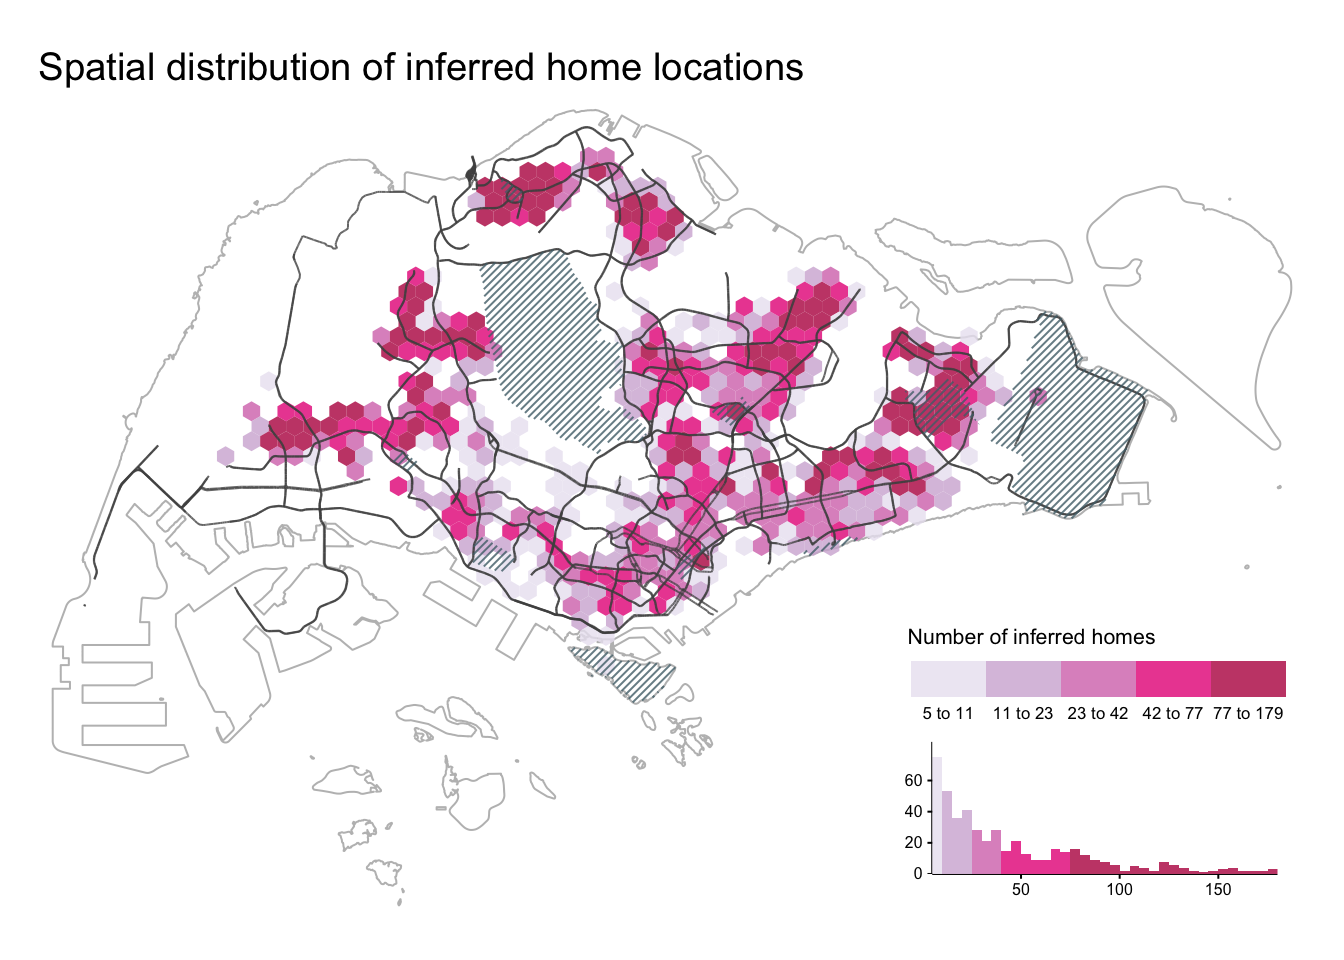 Spatial distribution of inferred home locations
Number of inferred homes
5 to 11 11 to 23 23 to 42 42 to 77 77 to 179
60
40
20
0
50 100 150